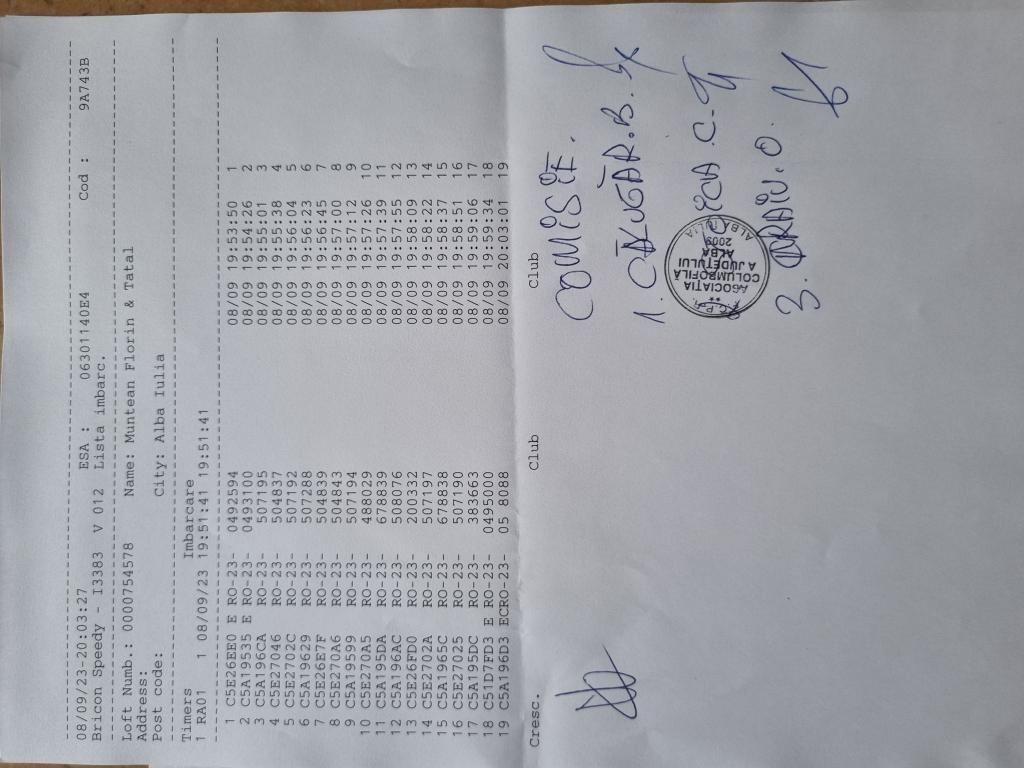 08/09/23-20:03:27 ESA : 06301140E4 Cod : 9A743B
Bricon Speedy - I3383 V 012 Lista imbarc.
Loft Numb.: 0000754578 Name: Muntean Florin & Tatal
Address:
Post code: City: Alba Iulia
Timers Imbarcare
1 RA01 1 08/09/23 19:51:41 19:51:41
1 C5E26EE0 E RO-23- 0492594 08/09 19:53:50 1
2 C5A19535 E RO-23- 0493100 08/09 19:54:26 2
3 C5A196CA RO-23- 507195 08/09 19:55:01 3
4 C5E27046 RO-23- 504837 08/09 19:55:38 4
5 C5E2702C RO-23- 507192 08/09 19:56:04 5
6 C5A19629 RO-23- 507288 08/09 19:56:23 6
7 C5E26E7F RO-23- 504839 08/09 19:56:45 7
8 C5E270A6 RO-23- 504843 08/09 19:57:00 8
9 C5A19599 RO-23- 507194 08/09 19:57:12 9
10 C5E270A5 RO-23- 488029 08/09 19:57:26 10
11 C5A195DA RO-23- 678839 08/09 19:57:39 11
12 C5A196AC RO-23- 508076 08/09 19:57:55 12
13 C5E26FD0 RO-23- 200332 08/09 19:58:09 13
14 C5E2702A RO-23- 507197 08/09 19:58:22 14
15 C5A1965C RO-23- 678838 08/09 19:58:37 15
16 C5E27025 RO-23- 507190 08/09 19:58:51 16
17 C5A195DC RO-23- 383663 08/09 19:59:06 17
18 C51D7FD3 E RO-23- 0495000 08/09 19:59:34 18
19 C5A196D3 ECRO-23- 05 8088 08/09 20:03:01 19
Cresc. Club Club
COMISIE.
1. CĂLUGĂR.B.
C.T
3. O.
ASOCIATIA
COLUMBOFILĂ
A JUDETULUI
ALBA
2009
ALBA IULIA